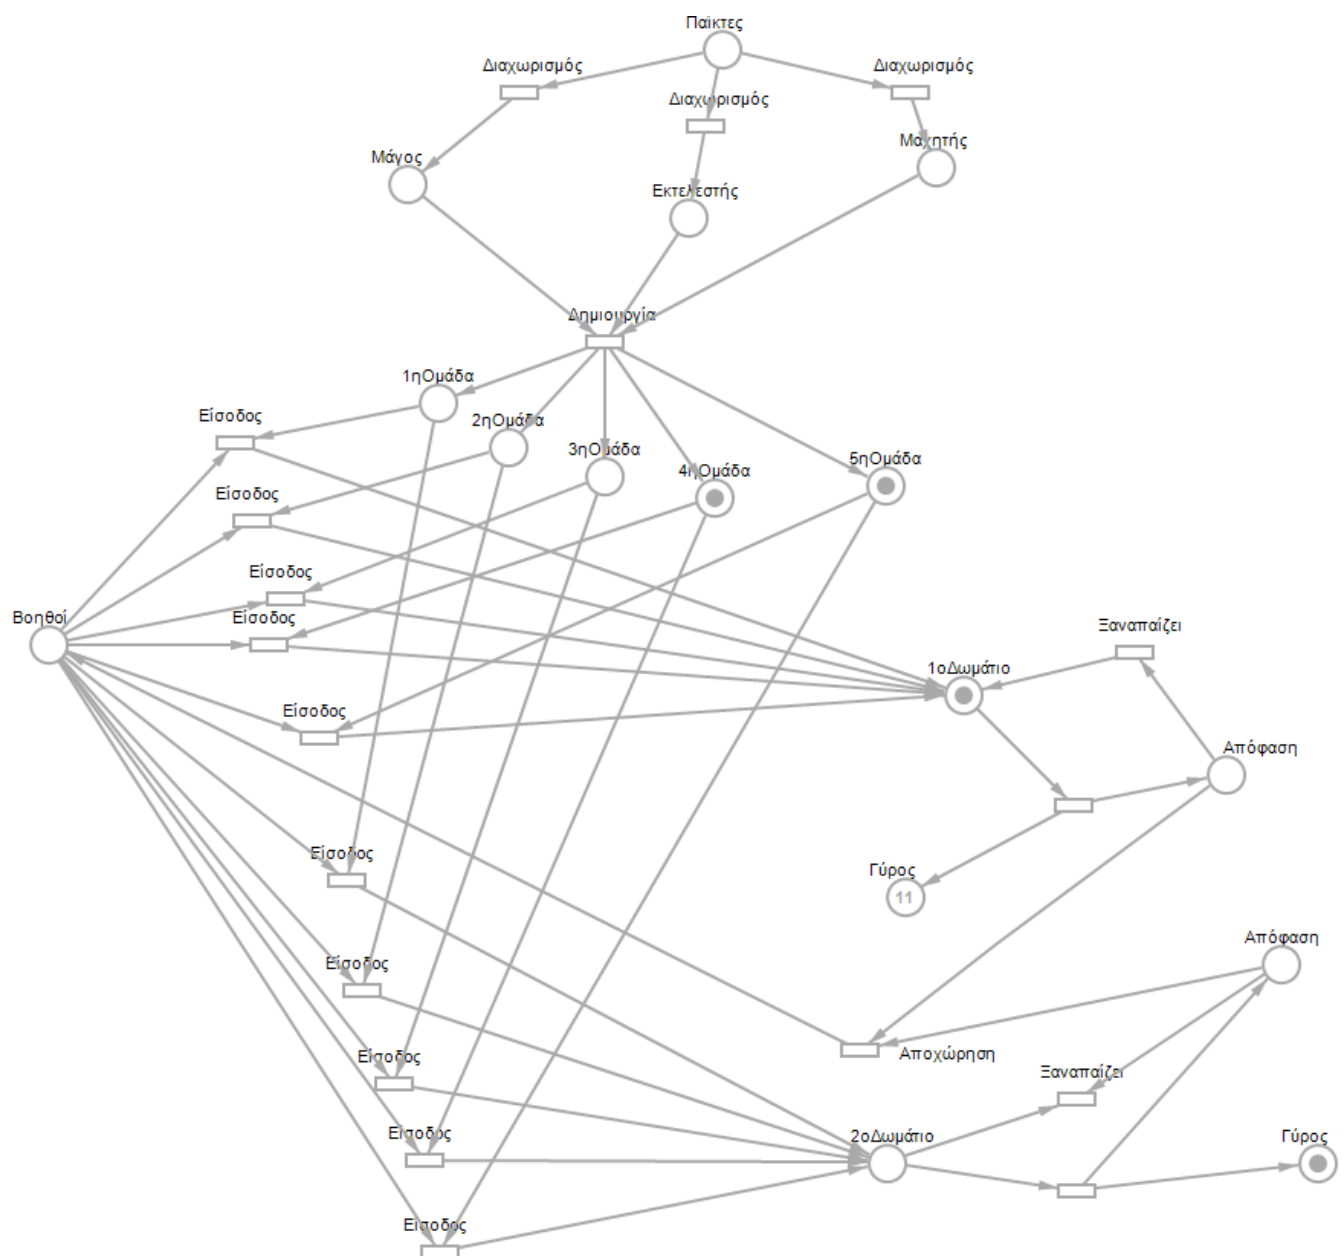 Παίκτες
Διαχωρισμός
Διαχωρισμός
Διαχωρισμός
Μάγος
Μαχητής
Εκτελεστής
Δημιουργία
1ηΟμάδα
2ηΟμάδα
3ηΟμάδα
4ηΟμάδα
5ηΟμάδα
Είσοδος
Είσοδος
Είσοδος
Είσοδος
Βοηθοί
Ξαναπαίζει
1οΔωμάτιο
Είσοδος
Απόφαση
Είσοδος
Γύρος
11
Απόφαση
Είσοδος
Αποχώρηση
Είσοδος
Ξαναπαίζει
Είσοδος
2οΔωμάτιο
Γύρος
Είσοδος